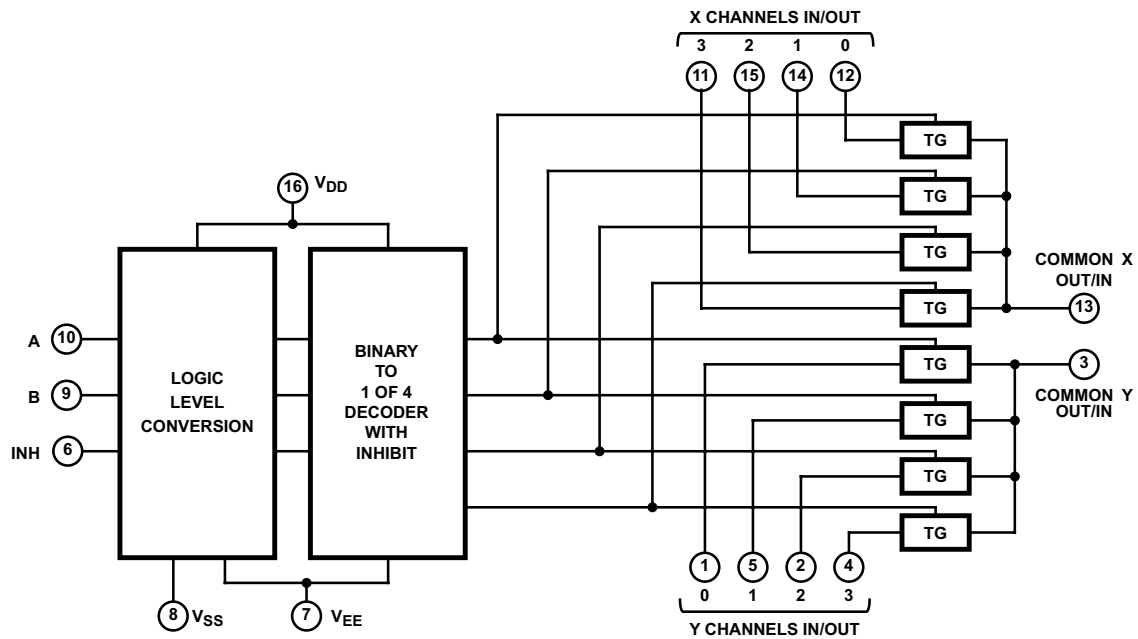 X CHANNELS IN/OUT
3 2 1 0
11 15 14 12
TG
TG
TG
TG
COMMON X
OUT/IN
13
16 VDD
A 10
B 9
INH 6
LOGIC
LEVEL
CONVERSION
BINARY
TO
1 OF 4
DECODER
WITH
INHIBIT
TG
TG
TG
TG
3
COMMON Y
OUT/IN
8 VSS
7 VEE
1 5 2 4
0 1 2 3
Y CHANNELS IN/OUT